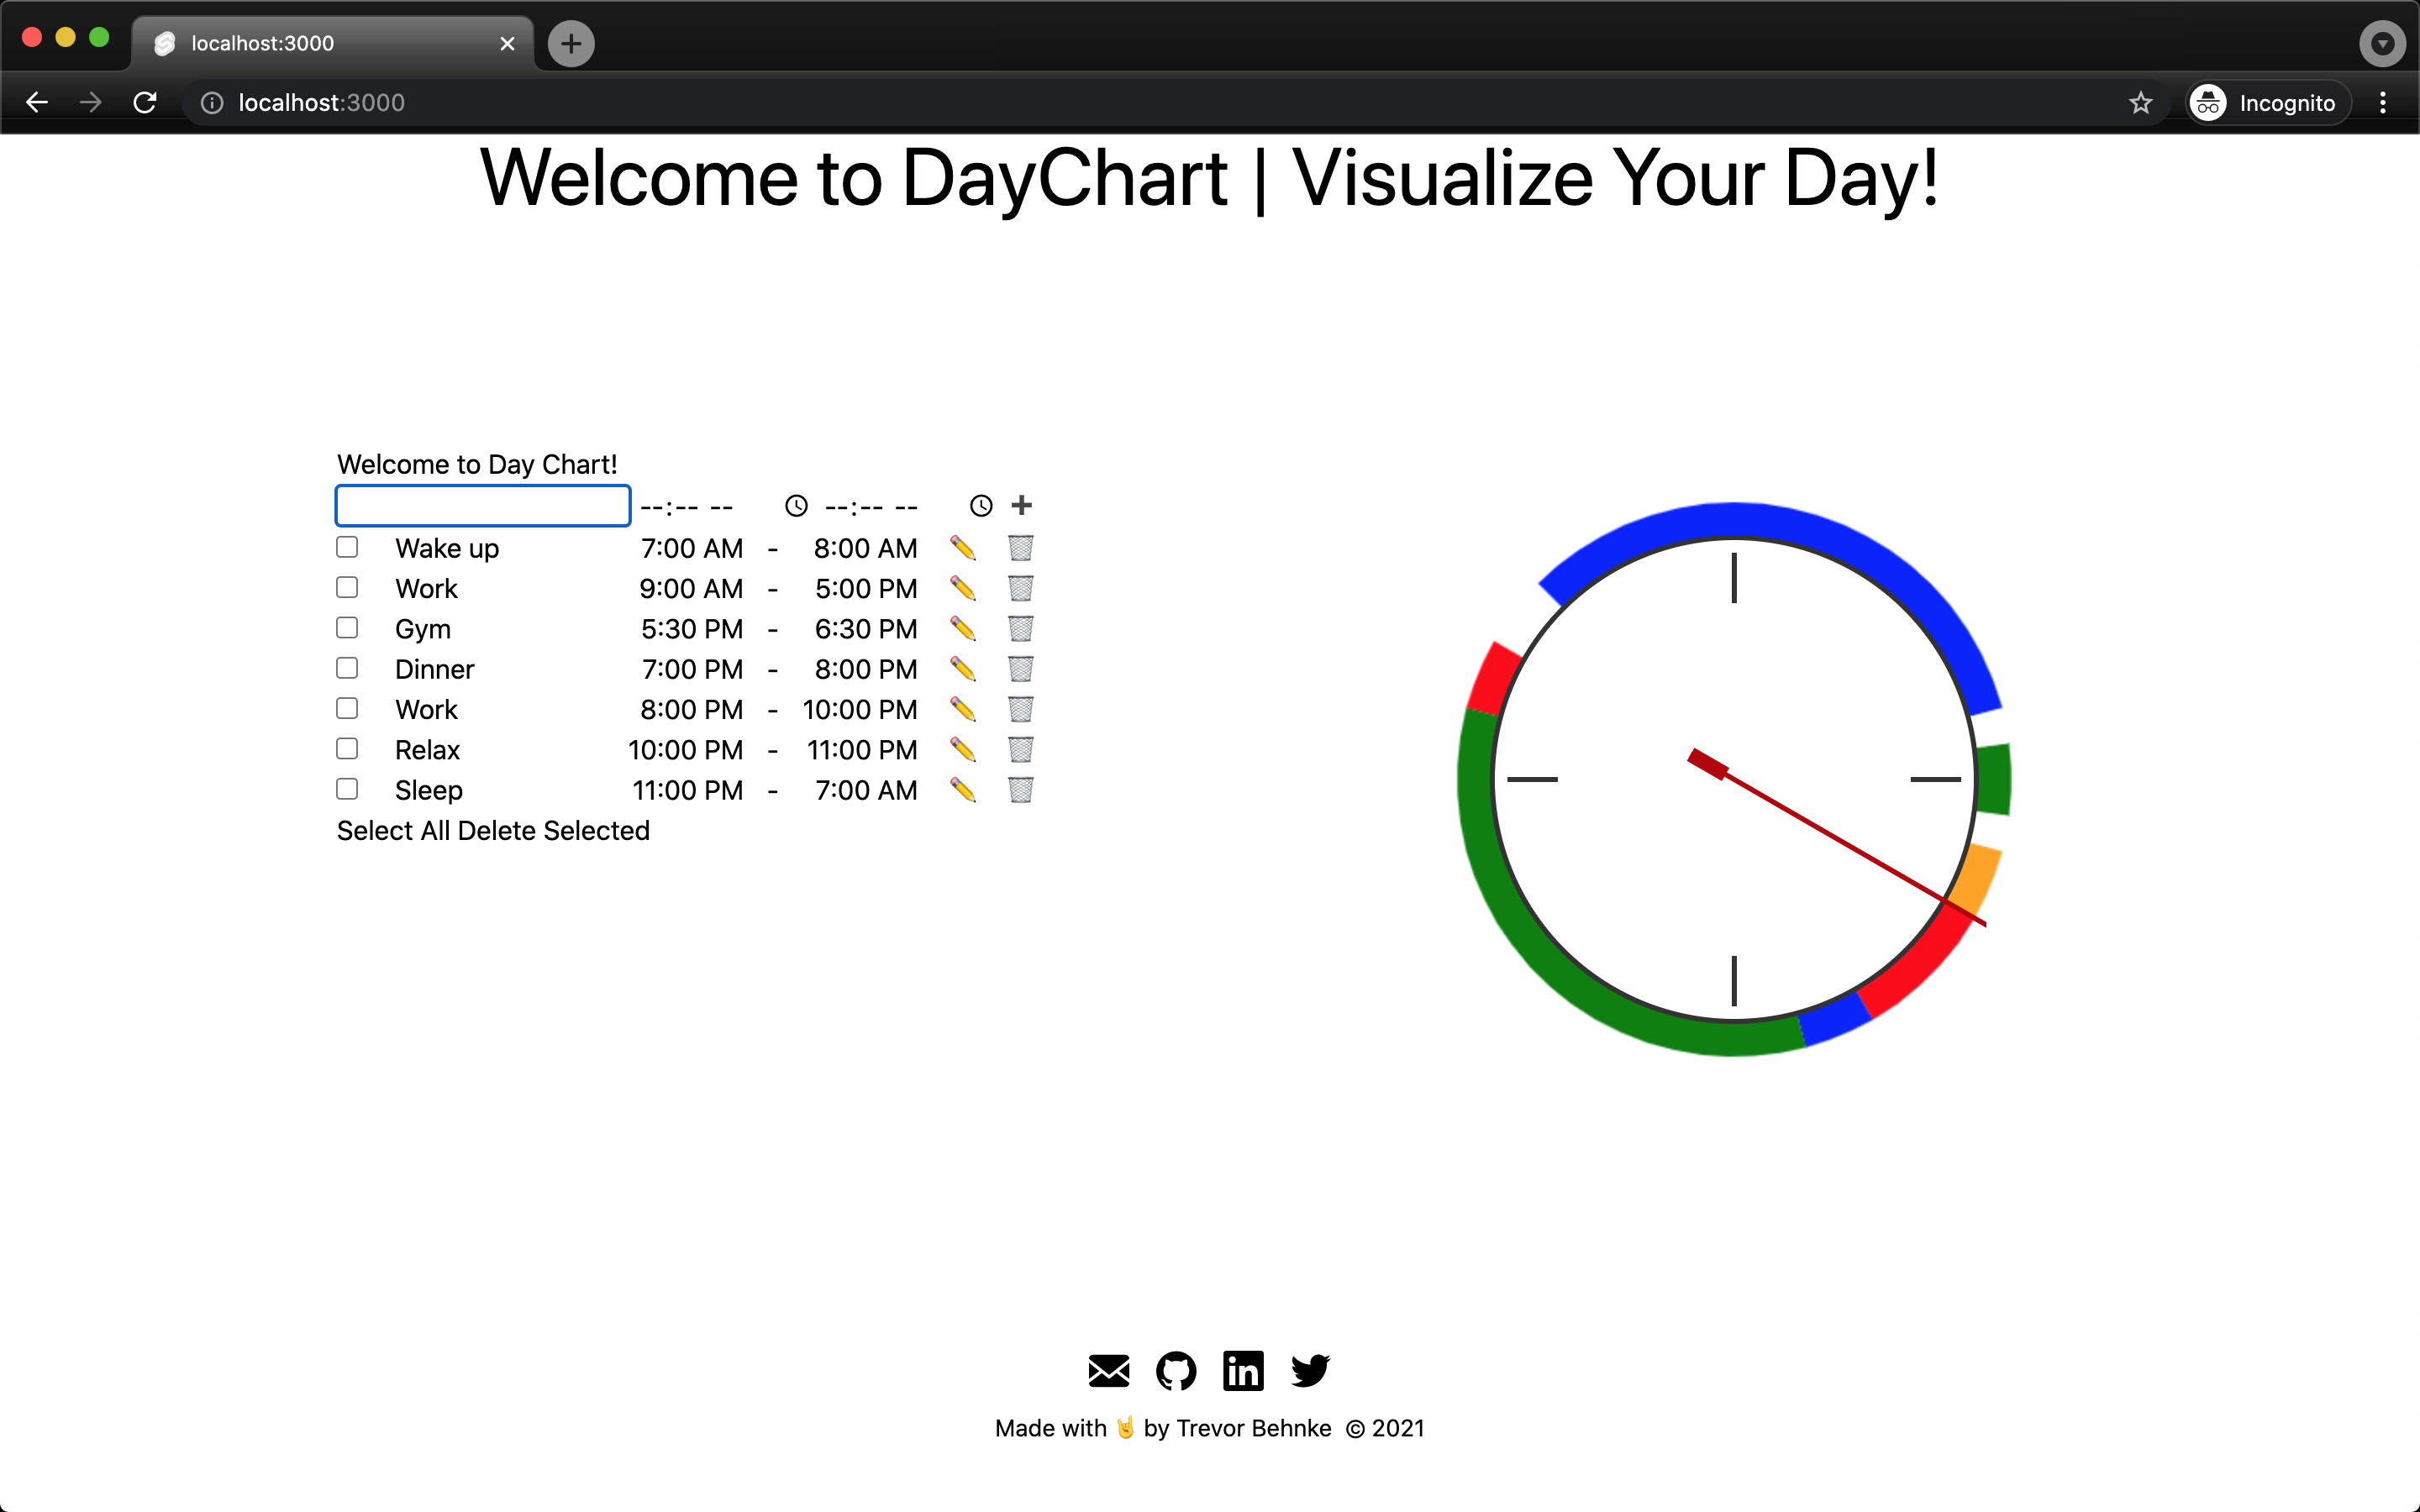 localhost:3000
localhost:3000
Incognito
Welcome to DayChart | Visualize Your Day!
Welcome to Day Chart!
--:-- -- --:-- --
Wake up 7:00 AM - 8:00 AM
Work 9:00 AM - 5:00 PM
Gym 5:30 PM - 6:30 PM
Dinner 7:00 PM - 8:00 PM
Work 8:00 PM - 10:00 PM
Relax 10:00 PM - 11:00 PM
Sleep 11:00 PM - 7:00 AM
Select All Delete Selected
in
Made with 🤘 by Trevor Behnke © 2021